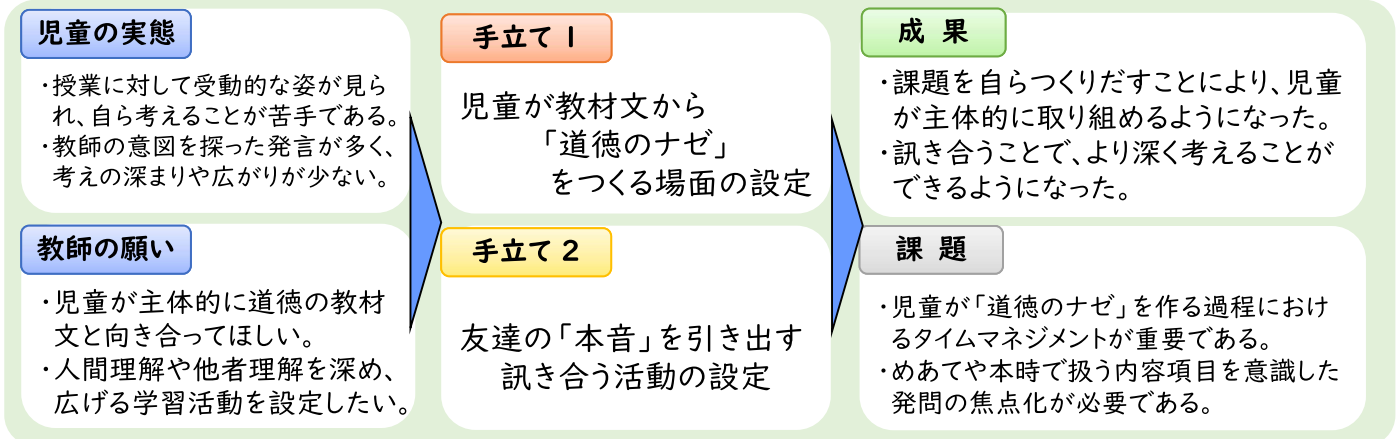 児童の実態
・授業に対して受動的な姿が見ら
れ、自ら考えることが苦手である。
・教師の意図を探った発言が多く、
考えの深まりや広がりが少ない。
教師の願い
・児童が主体的に道徳の教材
文と向き合ってほしい。
・人間理解や他者理解を深め、
広げる学習活動を設定したい。
手立て1
児童が教材文から
「道徳のナゼ」
をつくる場面の設定
手立て2
友達の「本音」を引き出す
訊き合う活動の設定
成 果
・課題を自らつくりだすことにより、児童
が主体的に取り組めるようになった。
・訊き合うことで、より深く考えることが
できるようになった。
課 題
・児童が「道徳のナゼ」を作る過程におけ
るタイムマネジメントが重要である。
・めあてや本時で扱う内容項目を意識した
発問の焦点化が必要である。